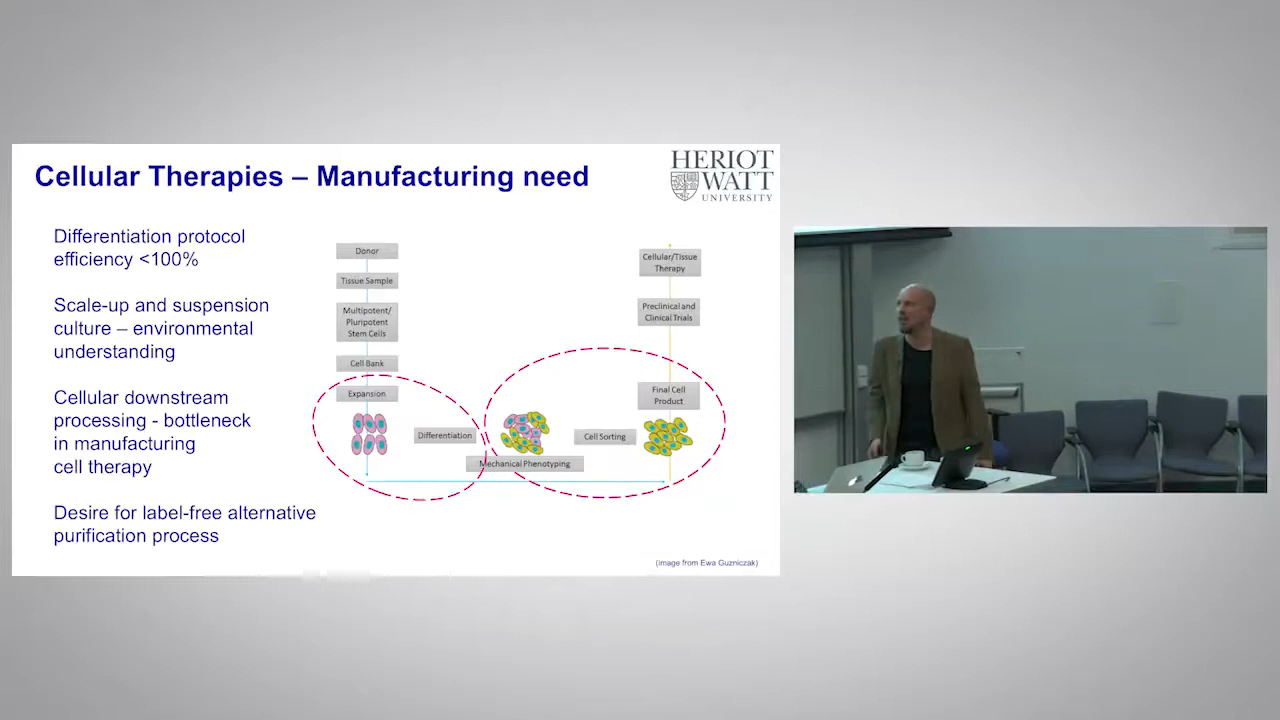 Cellular Therapies – Manufacturing need
HERIOT
WATT
UNIVERSITY
Differentiation protocol
efficiency <100%
Scale-up and suspension
culture – environmental
understanding
Cellular downstream
processing - bottleneck
in manufacturing
cell therapy
Desire for label-free alternative
purification process
Donor
Tissue Sample
Multipotent/
Pluripotent
Stem Cells
Cell Bank
Expansion
Differentiation
Mechanical Phenotyping
Cell Sorting
Final Cell
Product
Preclinical and
Clinical Trials
Cellular/Tissue
Therapy
(image from Ewa Guzniczak)